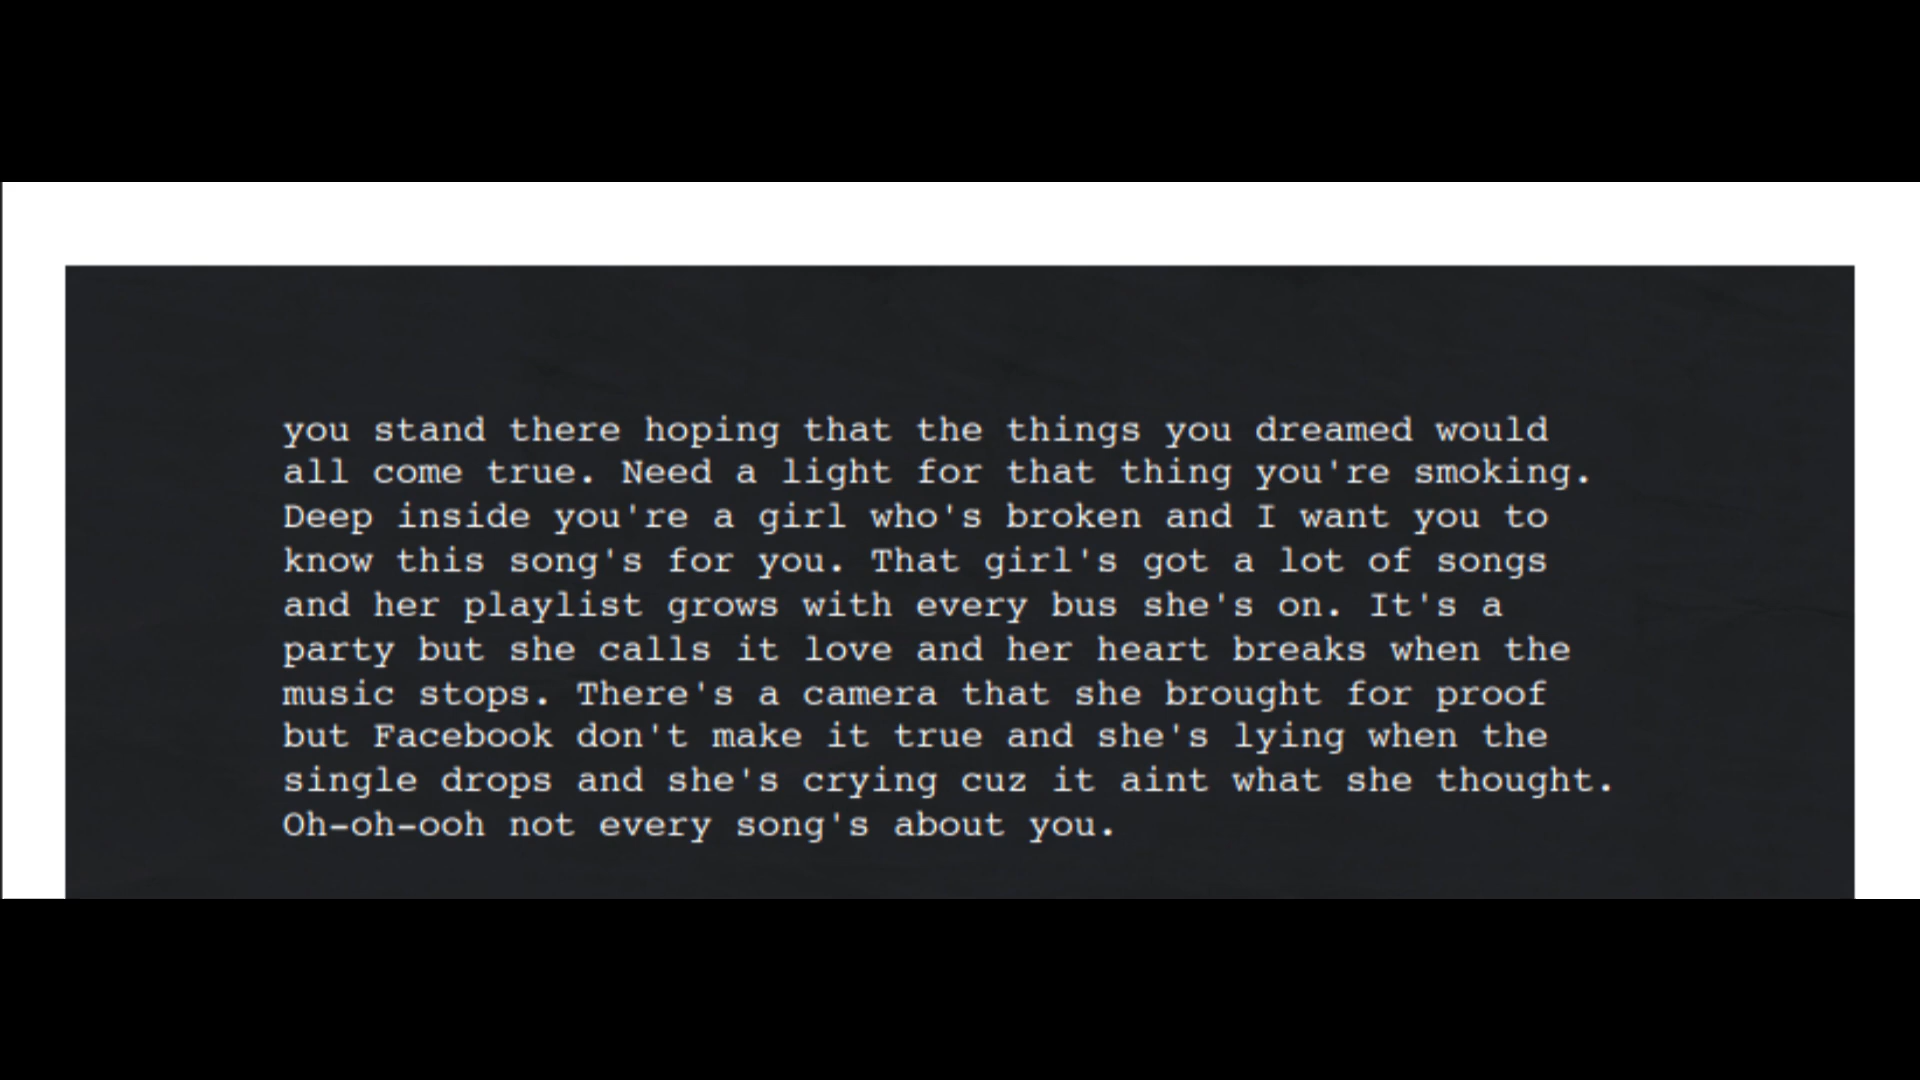 you stand there hoping that the things you dreamed would
all come true. Need a light for that thing you're smoking.
Deep inside you're a girl who's broken and I want you to
know this song's for you. That girl's got a lot of songs
and her playlist grows with every bus she's on. It's a
party but she calls it love and her heart breaks when the
music stops. There's a camera that she brought for proof
but Facebook don't make it true and she's lying when the
single drops and she's crying cuz it aint what she thought.
Oh-oh-ooh not every song's about you.